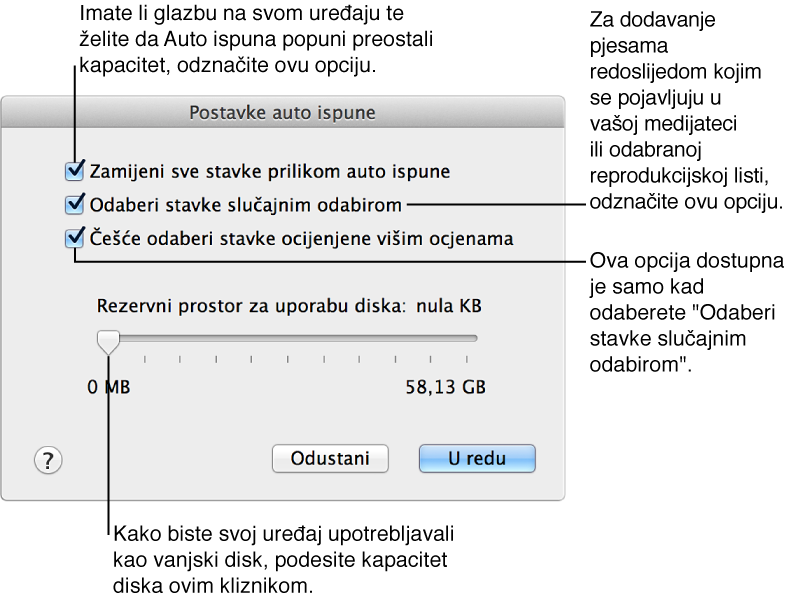 Imate li glazbu na svom uređaju te
želite da Auto ispuna popuni preostali
kapacitet, odznačite ovu opciju.
Za dodavanje
pjesama
redoslijedom kojim
se pojavljuju u
vašoj medijateci
ili odabranoj
reprodukcijskoj listi,
odznačite ovu opciju.
Postavke auto ispune
Zamijeni sve stavke prilikom auto ispune
Odaberi stavke slučajnim odabirom
Češće odaberi stavke ocijenjene višim ocjenama
Ova opcija dostupna
je samo kad
odaberete "Odaberi
stavke slučajnim
odabirom".
Rezervni prostor za uporabu diska: nula KB
0 MB 58,13 GB
? Odustani U redu
Kako biste svoj uređaj upotrebljavali
kao vanjski disk, podesite kapacitet
diska ovim kliznikom.